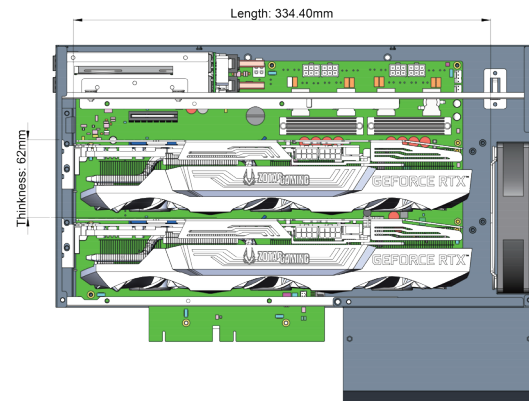 Length: 334.40mm
Thinkness: 62mm
ZOTAC GAMING
GEFORCE RTX
ZOTAC GAMING
GEFORCE RTX